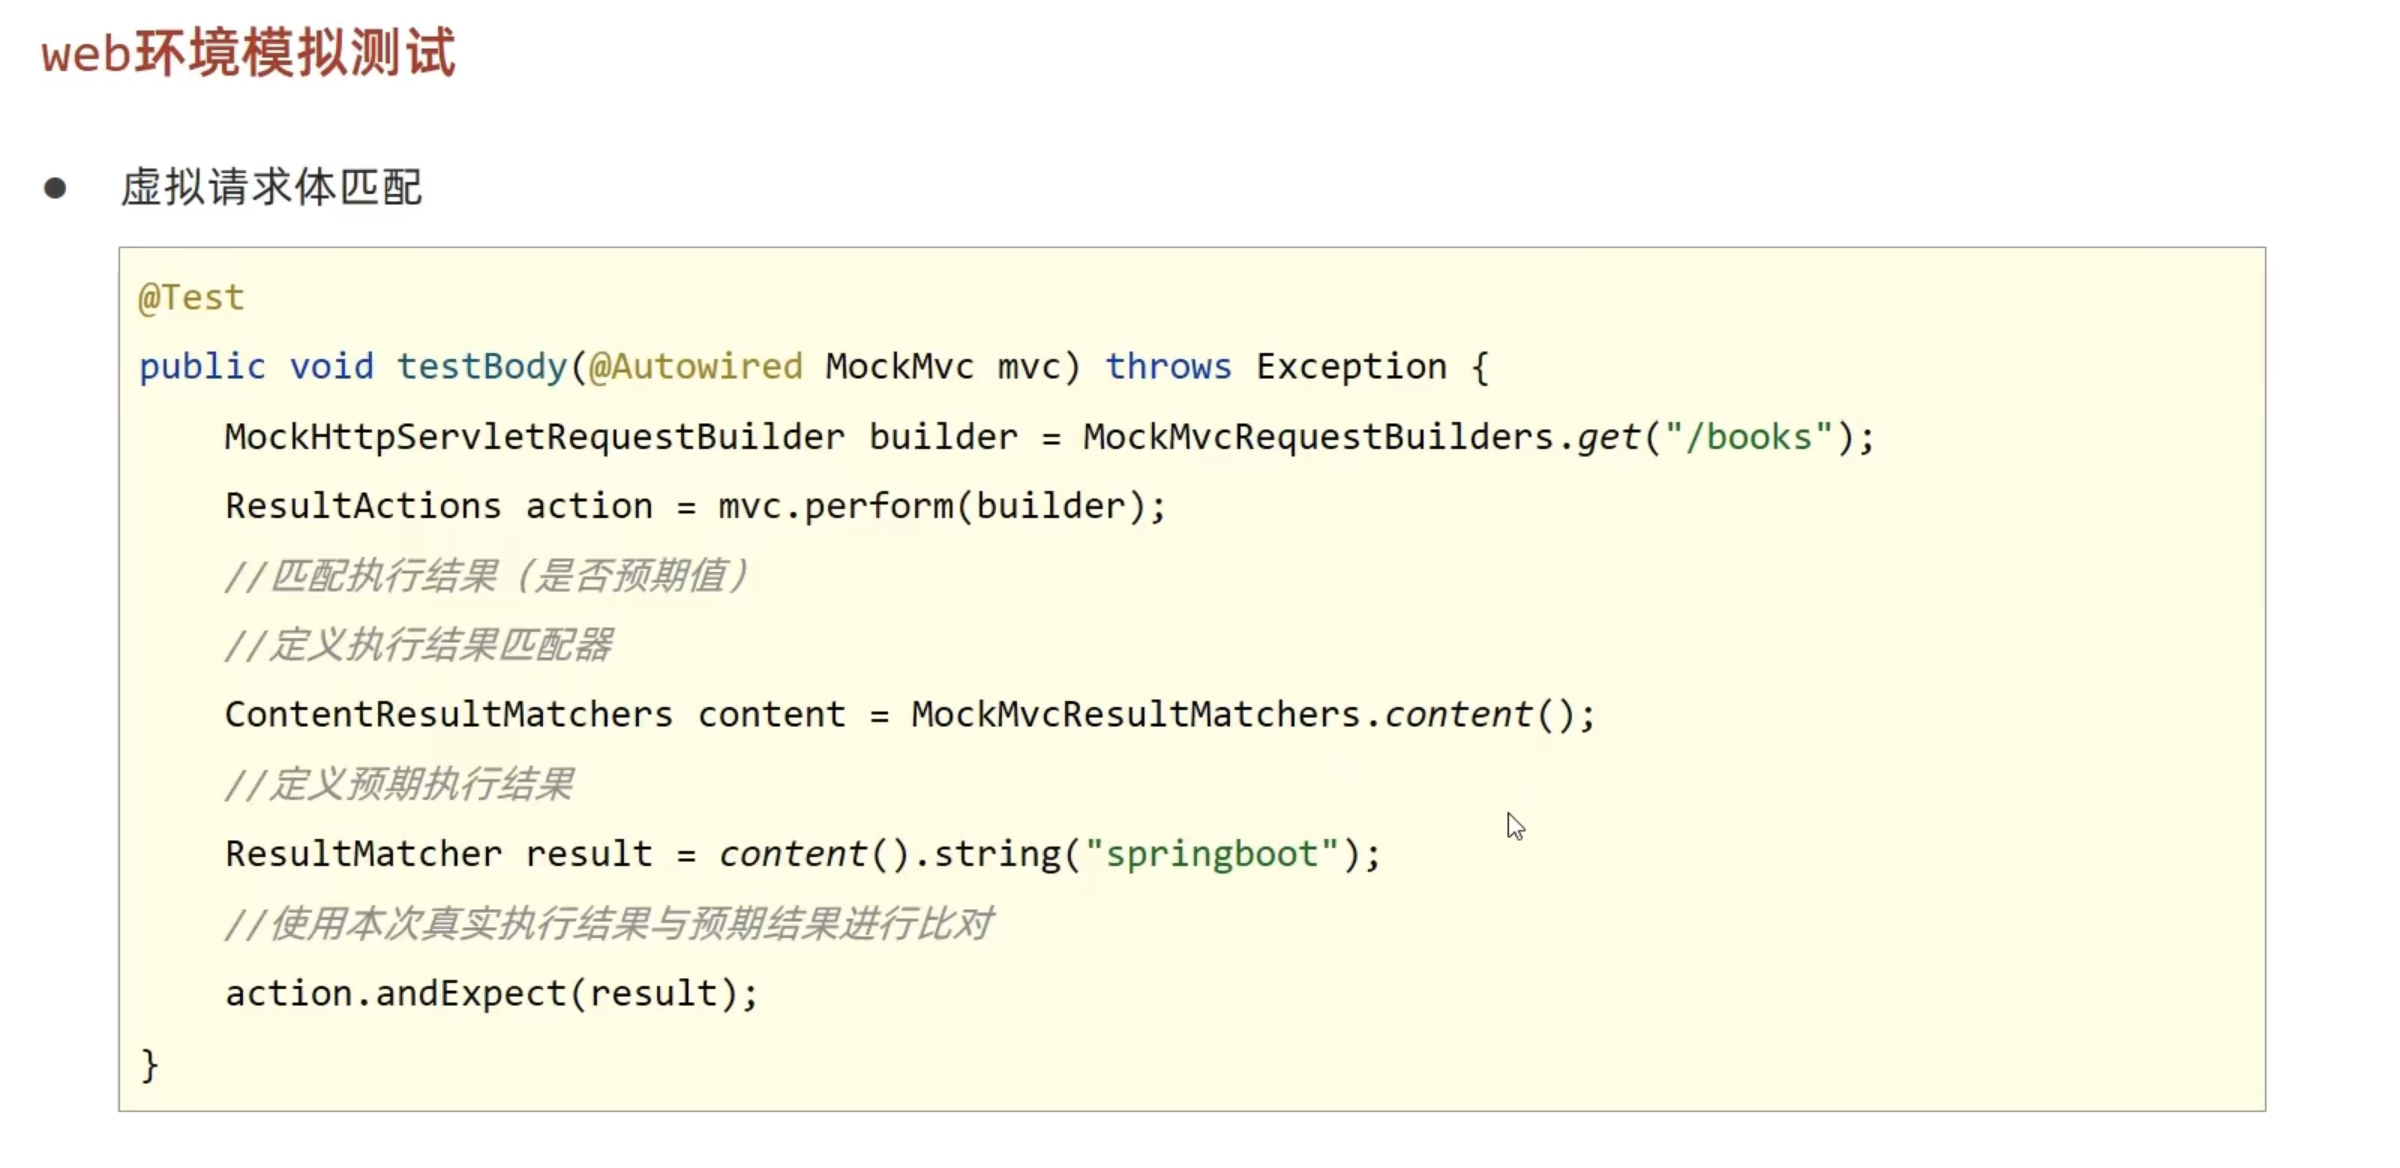 web环境模拟测试
● 虚拟请求体匹配
@Test
public void testBody(@Autowired MockMvc mvc) throws Exception {
    MockHttpServletRequestBuilder builder = MockMvcRequestBuilders.get("/books");
    ResultActions action = mvc.perform(builder);
    //匹配执行结果（是否预期值）
    //定义执行结果匹配器
    ContentResultMatchers content = MockMvcResultMatchers.content();
    //定义预期执行结果
    ResultMatcher result = content().string("springboot");
    //使用本次真实执行结果与预期结果进行比对
    action.andExpect(result);
}